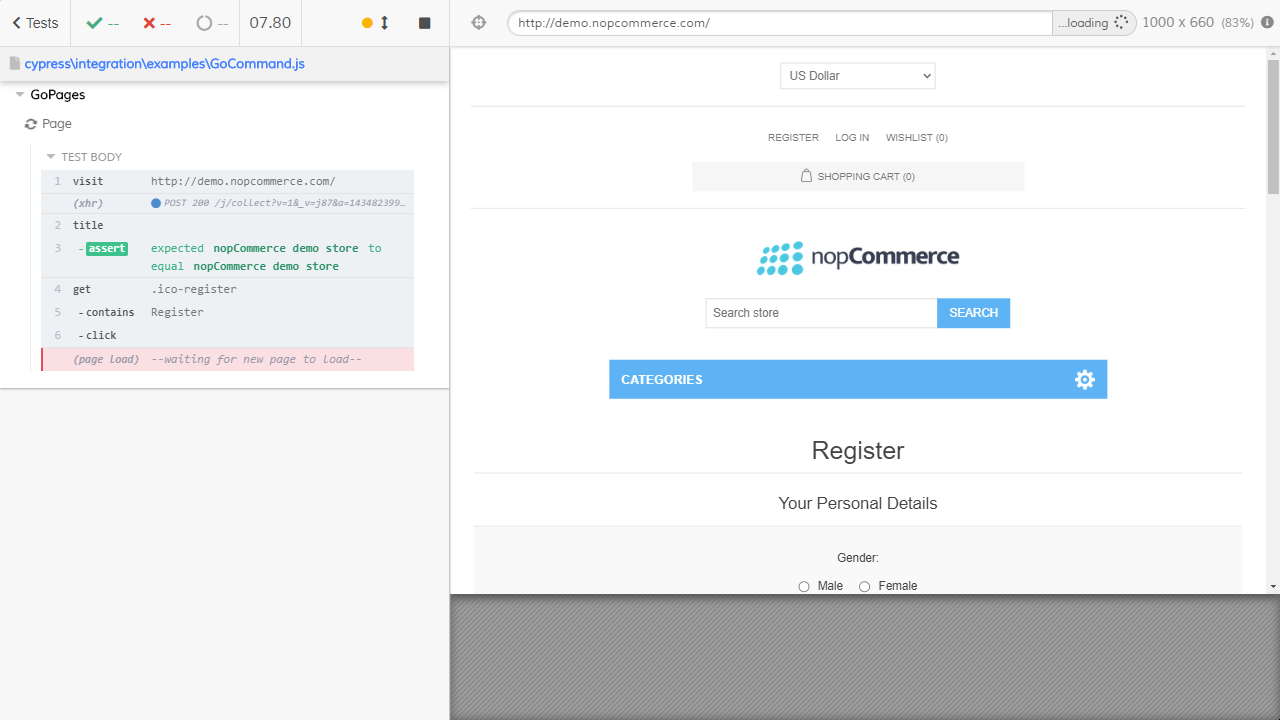 Tests
--
--
--
07.80
http://demo.nopcommerce.com/
...loading
1000 x 660 (83%)
cypress\integration\examples\GoCommand.js
GoPages
Page
TEST BODY
1 visit http://demo.nopcommerce.com/
(xhr) POST 200 /j/collect?v=1&_v=j87&a=143482399...
2 title
3 -assert expected nopCommerce demo store to
equal nopCommerce demo store
4 get .ico-register
5 -contains Register
6 -click
(page load) --waiting for new page to load--
US Dollar
REGISTER LOG IN WISHLIST (0)
SHOPPING CART (0)
nopCommerce
Search store SEARCH
CATEGORIES
Register
Your Personal Details
Gender:
Male Female